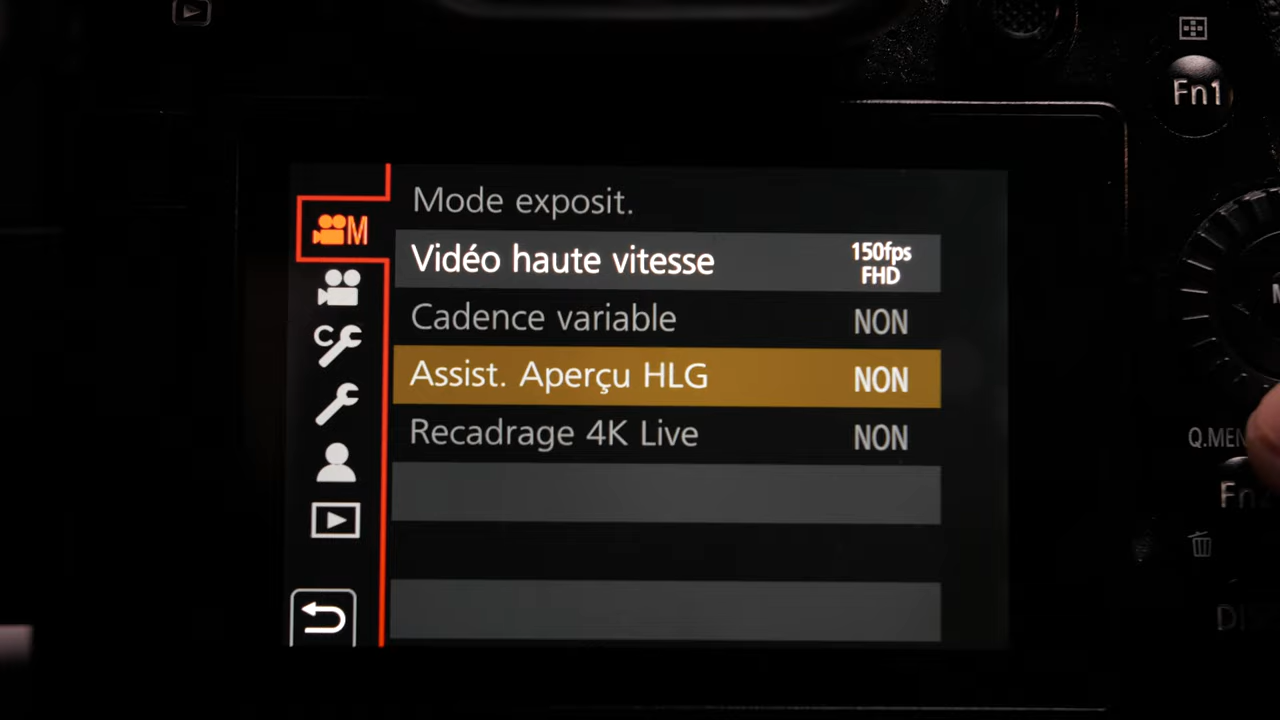 Fn1
Mode exposit.
M
Vidéo haute vitesse 150fps FHD
Cadence variable NON
Assist. Aperçu HLG NON
Recadrage 4K Live NON
C